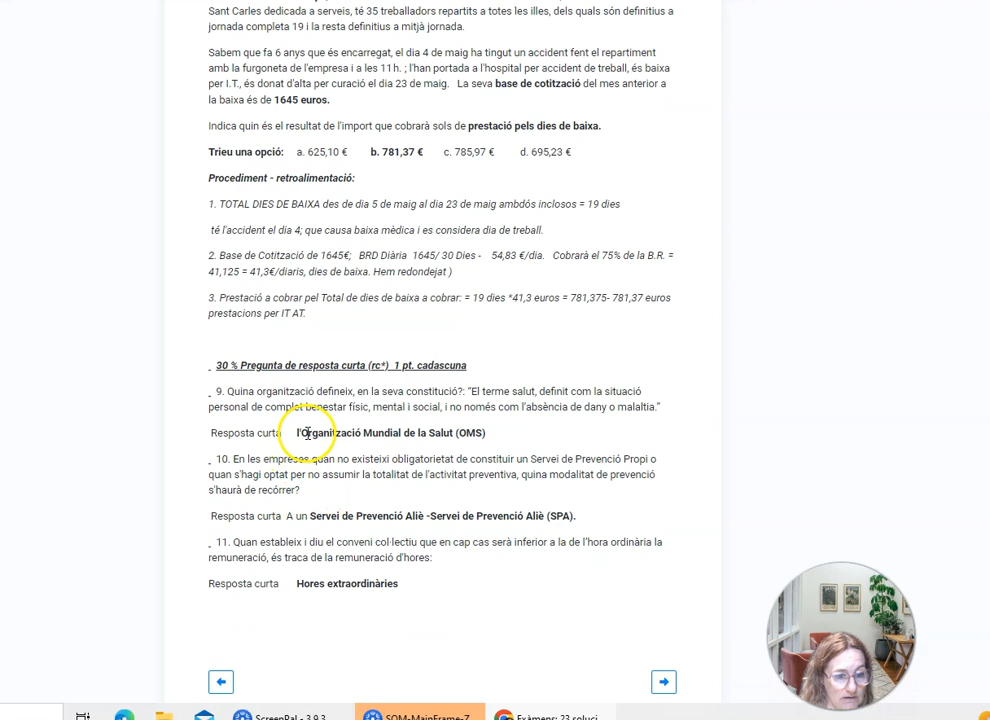 Sant Carles dedicada a serveis, té 35 treballadors repartits a totes les illes, dels quals són definitius a
jornada completa 19 i la resta definitius a mitjà jornada.
Sabem que fa 6 anys que és encarregat, el dia 4 de maig ha tingut un accident fent el repartiment
amb la furgoneta de l'empresa i a les 11h. ; l'han portada a l'hospital per accident de treball, és baixa
per I.T., és donat d'alta per curació el dia 23 de maig. La seva base de cotització del mes anterior a
la baixa és de 1645 euros.
Indica quin és el resultat de l'import que cobrarà sols de prestació pels dies de baixa.
Trieu una opció: a. 625,10 € b. 781,37 € c. 785,97 € d. 695,23 €
Procediment - retroalimentació:
1. TOTAL DIES DE BAIXA des de dia 5 de maig al dia 23 de maig ambdós inclosos = 19 dies
té l'accident el dia 4; que causa baixa mèdica i es considera dia de treball.
2. Base de Cotització de 1645€; BRD Diària 1645/ 30 Dies - 54,83 €/dia. Cobrarà el 75% de la B.R. =
41,125 = 41,3€/diaris, dies de baixa. Hem redondejat )
3. Prestació a cobrar pel Total de dies de baixa a cobrar: = 19 dies *41,3 euros = 781,375- 781,37 euros
prestacions per IT AT.
30 % Pregunta de resposta curta (rc*) 1 pt. cadascuna
9. Quina organització defineix, en la seva constitució?: “El terme salut, definit com la situació
personal de complet benestar físic, mental i social, i no només com l'absència de dany o malaltia.”
Resposta curta l'Organització Mundial de la Salut (OMS)
10. En les empreses quan no existeixi obligatorietat de constituir un Servei de Prevenció Propi o
quan s'hagi optat per no assumir la totalitat de l'activitat preventiva, quina modalitat de prevenció
s'haurà de recórrer?
Resposta curta A un Servei de Prevenció Aliè -Servei de Prevenció Aliè (SPA).
11. Quan estableix i diu el conveni col·lectiu que en cap cas serà inferior a la de l'hora ordinària la
remuneració, és traca de la remuneració d'hores:
Resposta curta Hores extraordinàries
ScreenPal - 3.9.3 SOM-MainFrame-Z Exàmens: 23 soluci